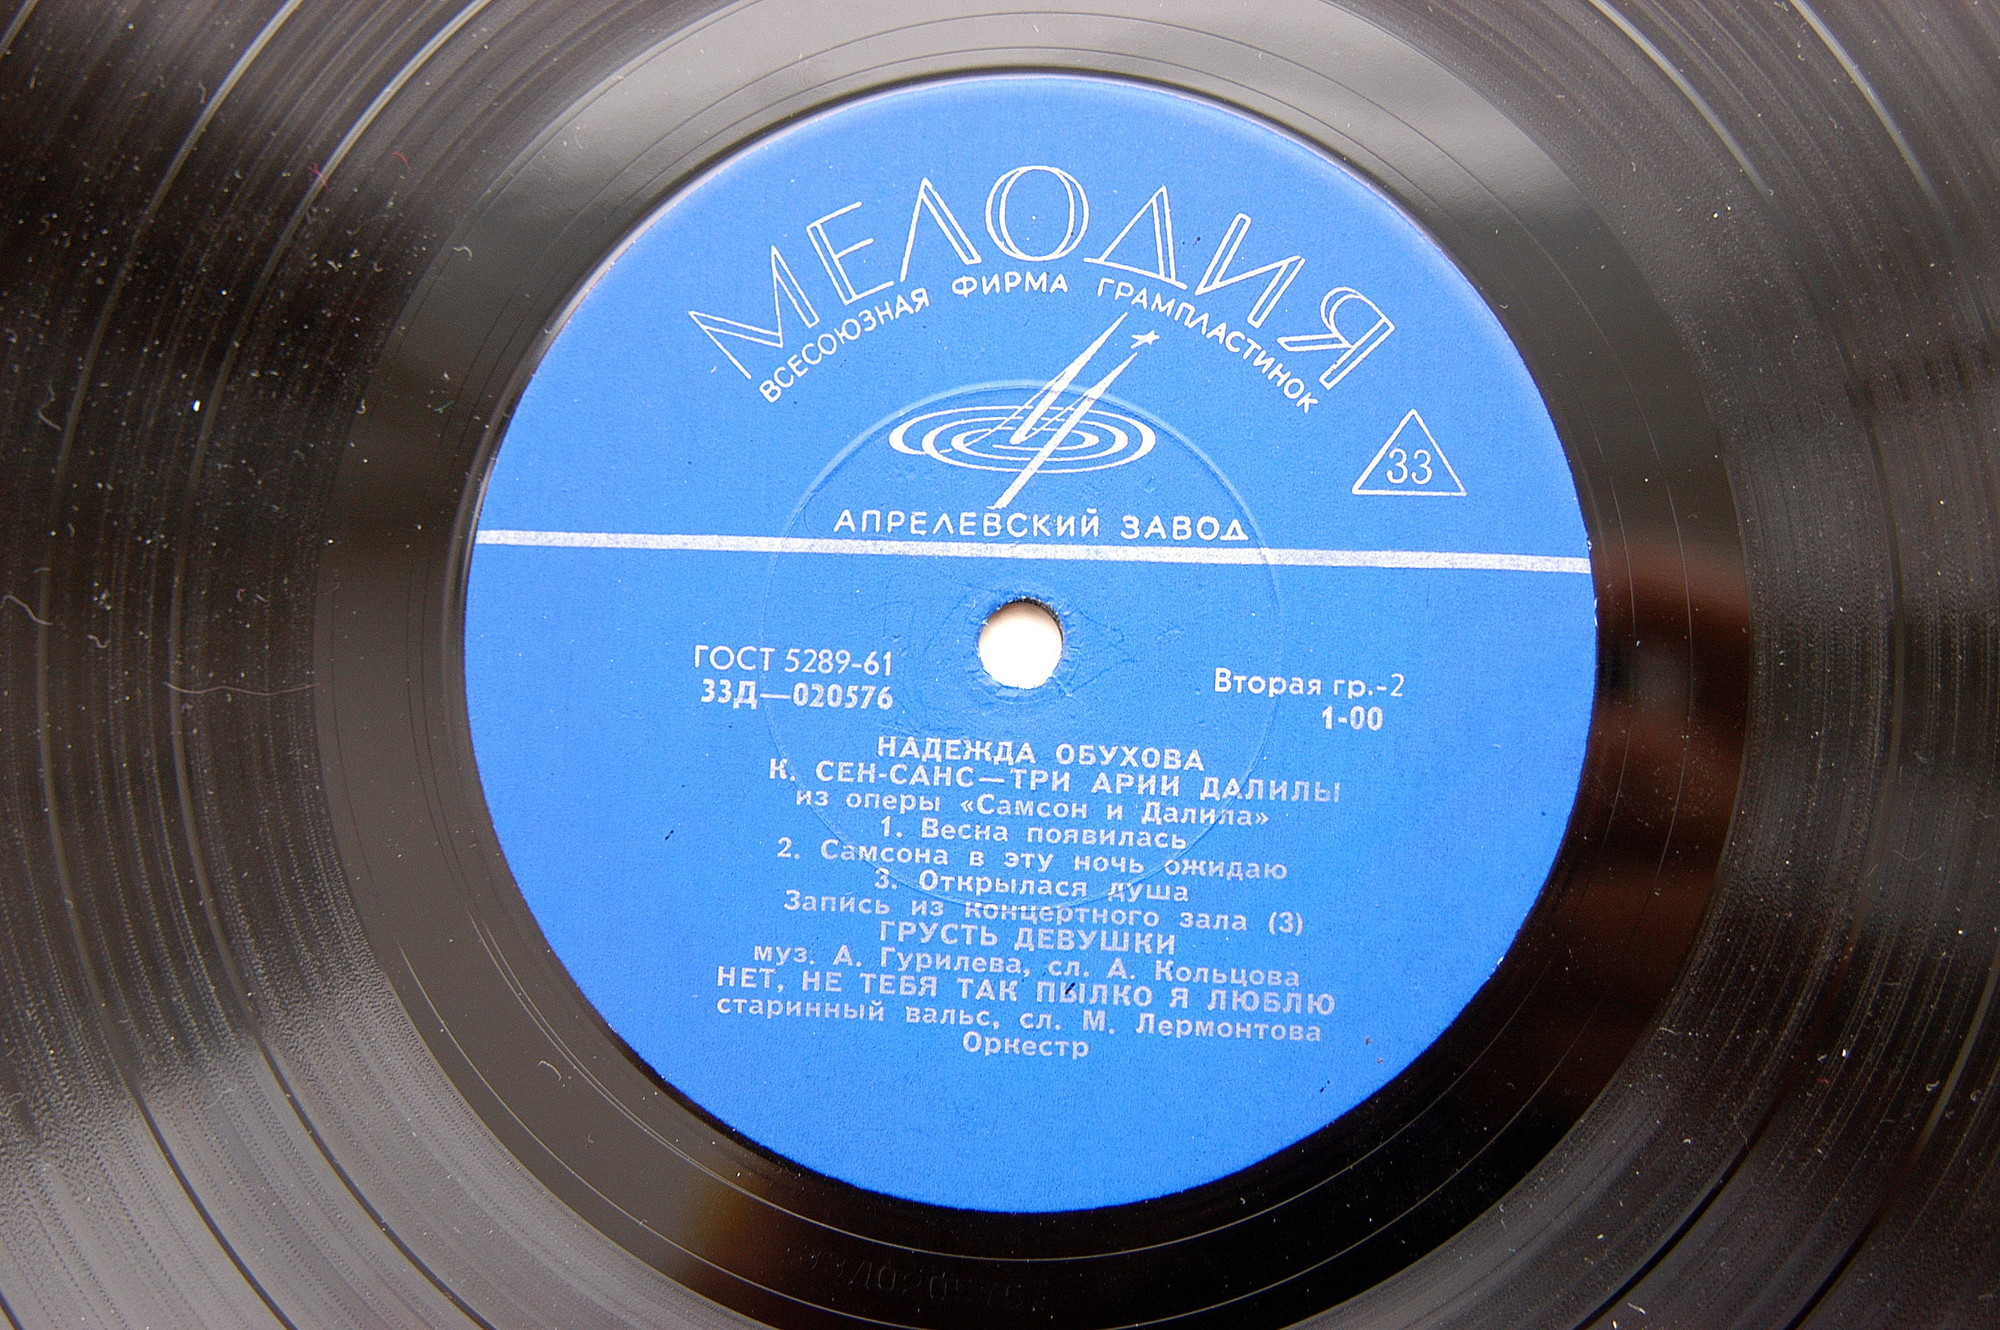 МЕЛОДИЯ
ВСЕСОЮЗНАЯ ФИРМА ГРАМПЛАСТИНОК
33
АПРЕЛЕВСКИЙ ЗАВОД
ГОСТ 5289-61
33Д—020576
Вторая гр.-2
1-00
НАДЕЖДА ОБУХОВА
К. СЕН-САНС—ТРИ АРИИ ДАЛИЛЫ
из оперы «Самсон и Далила»
1. Весна появилась
2. Самсона в эту ночь ожидаю
3. Открылася душа
Запись из концертного зала (3)
ГРУСТЬ ДЕВУШКИ
муз. А. Гурилева, сл. А. Кольцова
НЕТ, НЕ ТЕБЯ ТАК ПЫЛКО Я ЛЮБЛЮ
старинный вальс, сл. М. Лермонтова
Оркестр